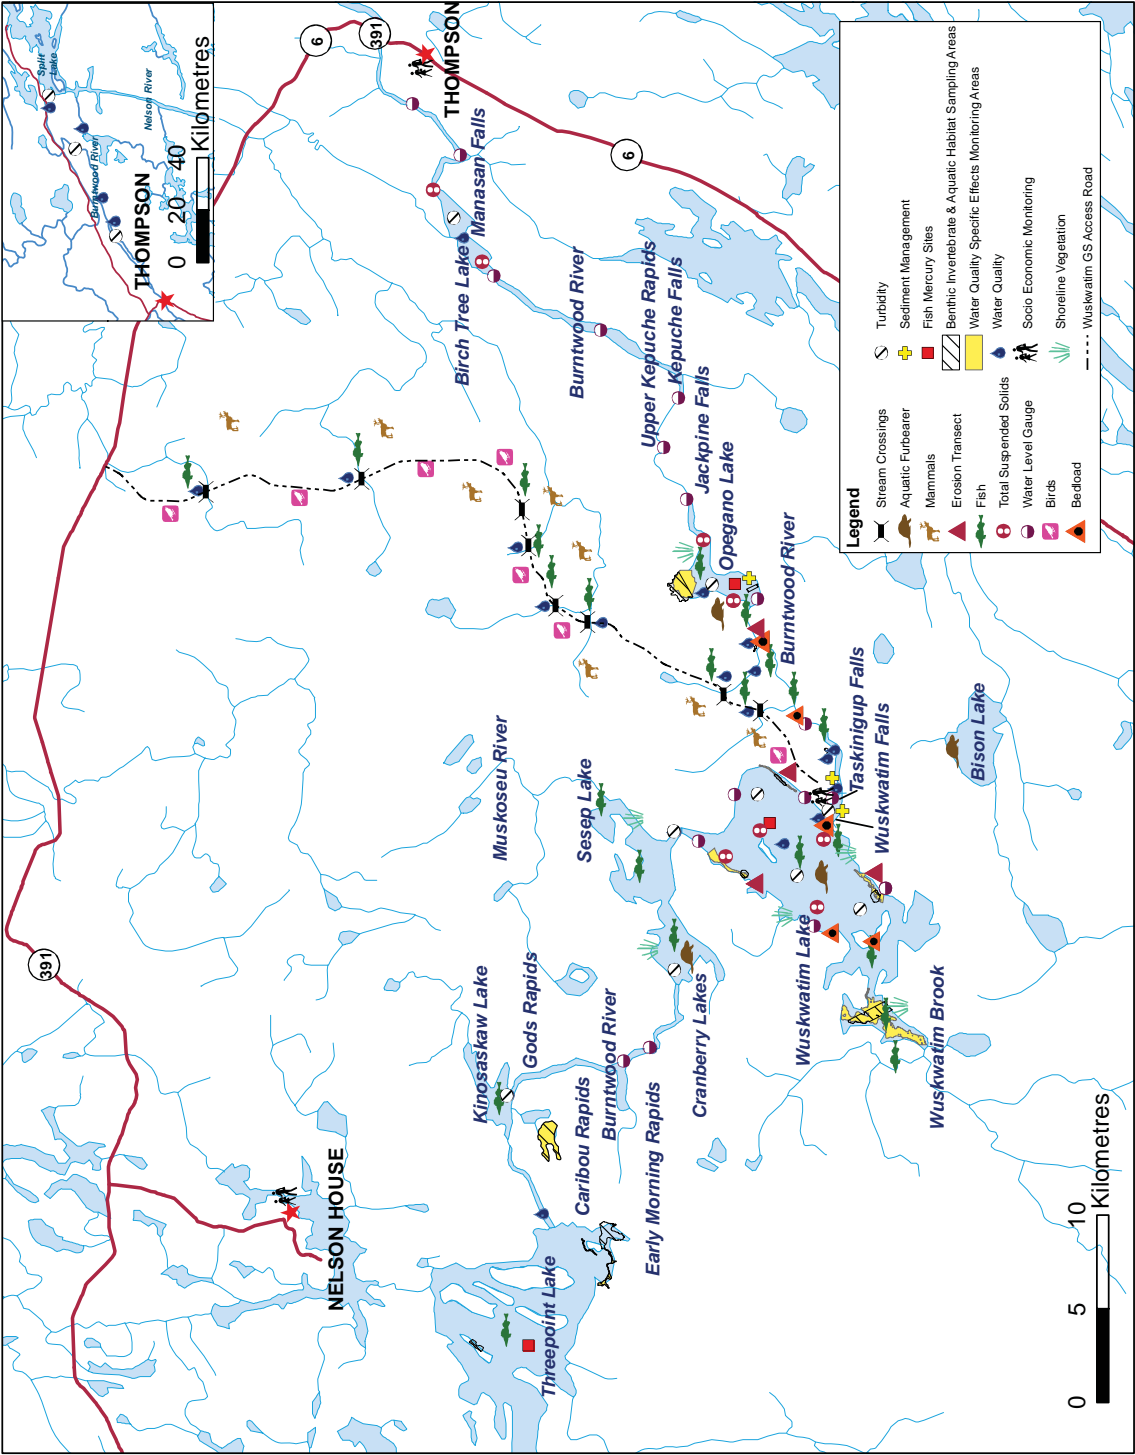 Split
Lake
Nelson River
Burntwood River
THOMPSON
0 20 40
Kilometres
6
391
THOMPSON
6
Manasan Falls
Birch Tree Lake
Burntwood River
Upper Kepuche Rapids
Kepuche Falls
Jackpine Falls
Opegano Lake
Burntwood River
Taskinigup Falls
Wuskwatim Falls
Bison Lake
Muskoseu River
Sesep Lake
391
Wuskwatim Lake
Wuskwatim Brook
Cranberry Lakes
Kinosaskaw Lake
Gods Rapids
Burntwood River
Caribou Rapids
Early Morning Rapids
NELSON HOUSE
Threepoint Lake
0 5 10
Kilometres
Legend
Stream Crossings
Aquatic Furbearer
Mammals
Erosion Transect
Fish
Total Suspended Solids
Water Level Gauge
Birds
Bedload
Turbidity
Sediment Management
Fish Mercury Sites
Benthic Invertebrate & Aquatic Habitat Sampling Areas
Water Quality Specific Effects Monitoring Areas
Water Quality
Socio Economic Monitoring
Shoreline Vegetation
Wuskwatim GS Access Road